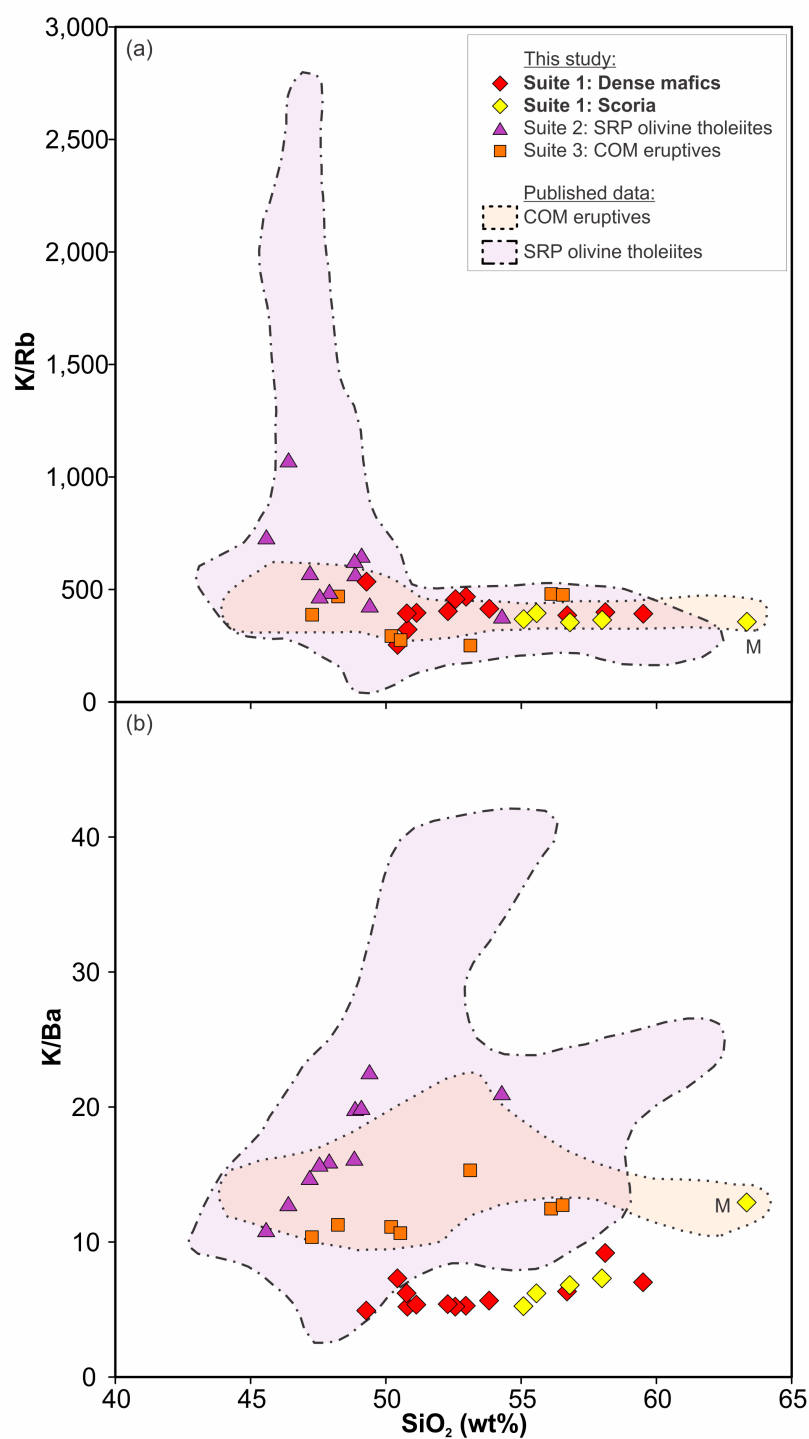 3,000
(a)
This study:
Suite 1: Dense mafics
Suite 1: Scoria
Suite 2: SRP olivine tholeiites
Suite 3: COM eruptives
Published data:
COM eruptives
SRP olivine tholeiites
2,500
2,000
K/Rb
1,500
1,000
500
M
0
(b)
40
30
K/Ba
20
M
10
0
40 45 50 55 60 65
SiO₂ (wt%)